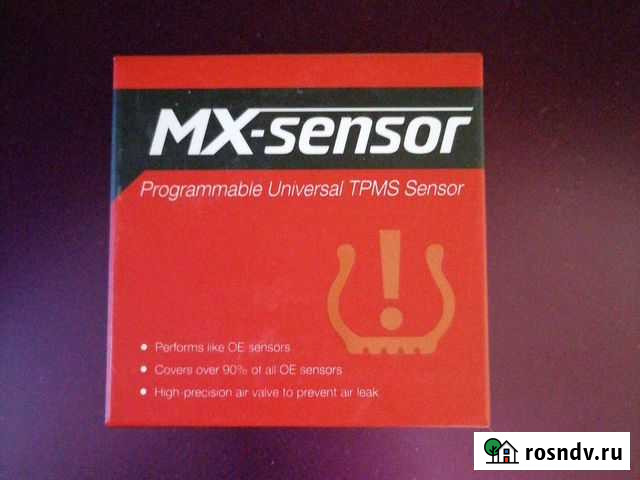 MX-sensor
Programmable Universal TPMS Sensor
Performs like OE sensors
Covers over 90% of all OE sensors
High-precision air valve to prevent air leak
rosndv.ru